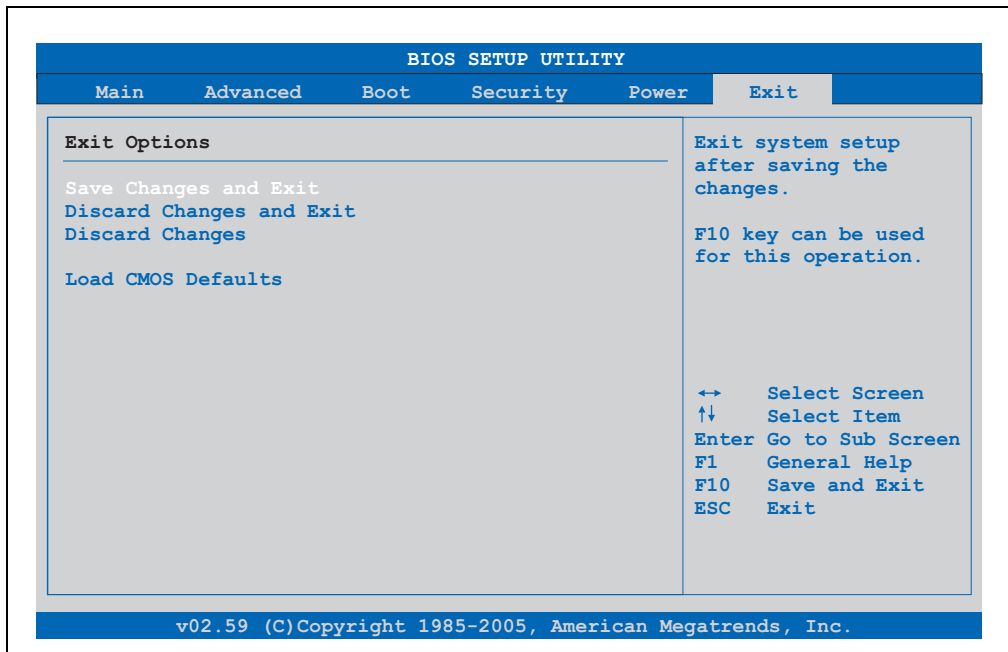 BIOS SETUP UTILITY
Main Advanced Boot Security Power Exit
Exit Options
Save Changes and Exit
Discard Changes and Exit
Discard Changes
Load CMOS Defaults
Exit system setup
after saving the
changes.
F10 key can be used
for this operation.
←→ Select Screen
↑↓ Select Item
Enter Go to Sub Screen
F1 General Help
F10 Save and Exit
ESC Exit
v02.59 (C)Copyright 1985-2005, American Megatrends, Inc.